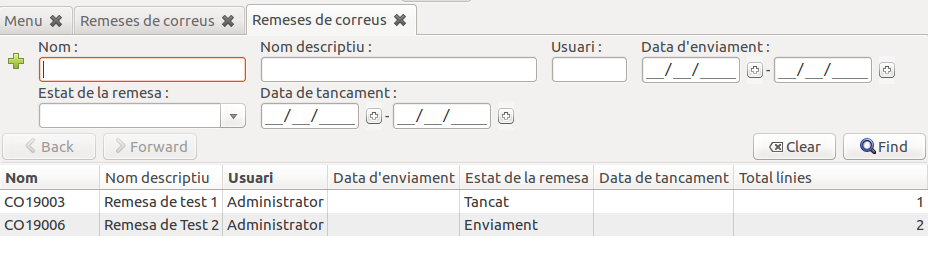 Menu Remeses de correus Remeses de correus
Nom : Nom descriptiu : Usuari : Data d'enviament :
__/__/____ - __/__/____
Estat de la remesa : Data de tancament :
__/__/____ - __/__/____
Back Forward Clear Find
Nom Nom descriptiu Usuari Data d'enviament Estat de la remesa Data de tancament Total línies
CO19003 Remesa de test 1 Administrator Tancat 1
CO19006 Remesa de Test 2 Administrator Enviament 2